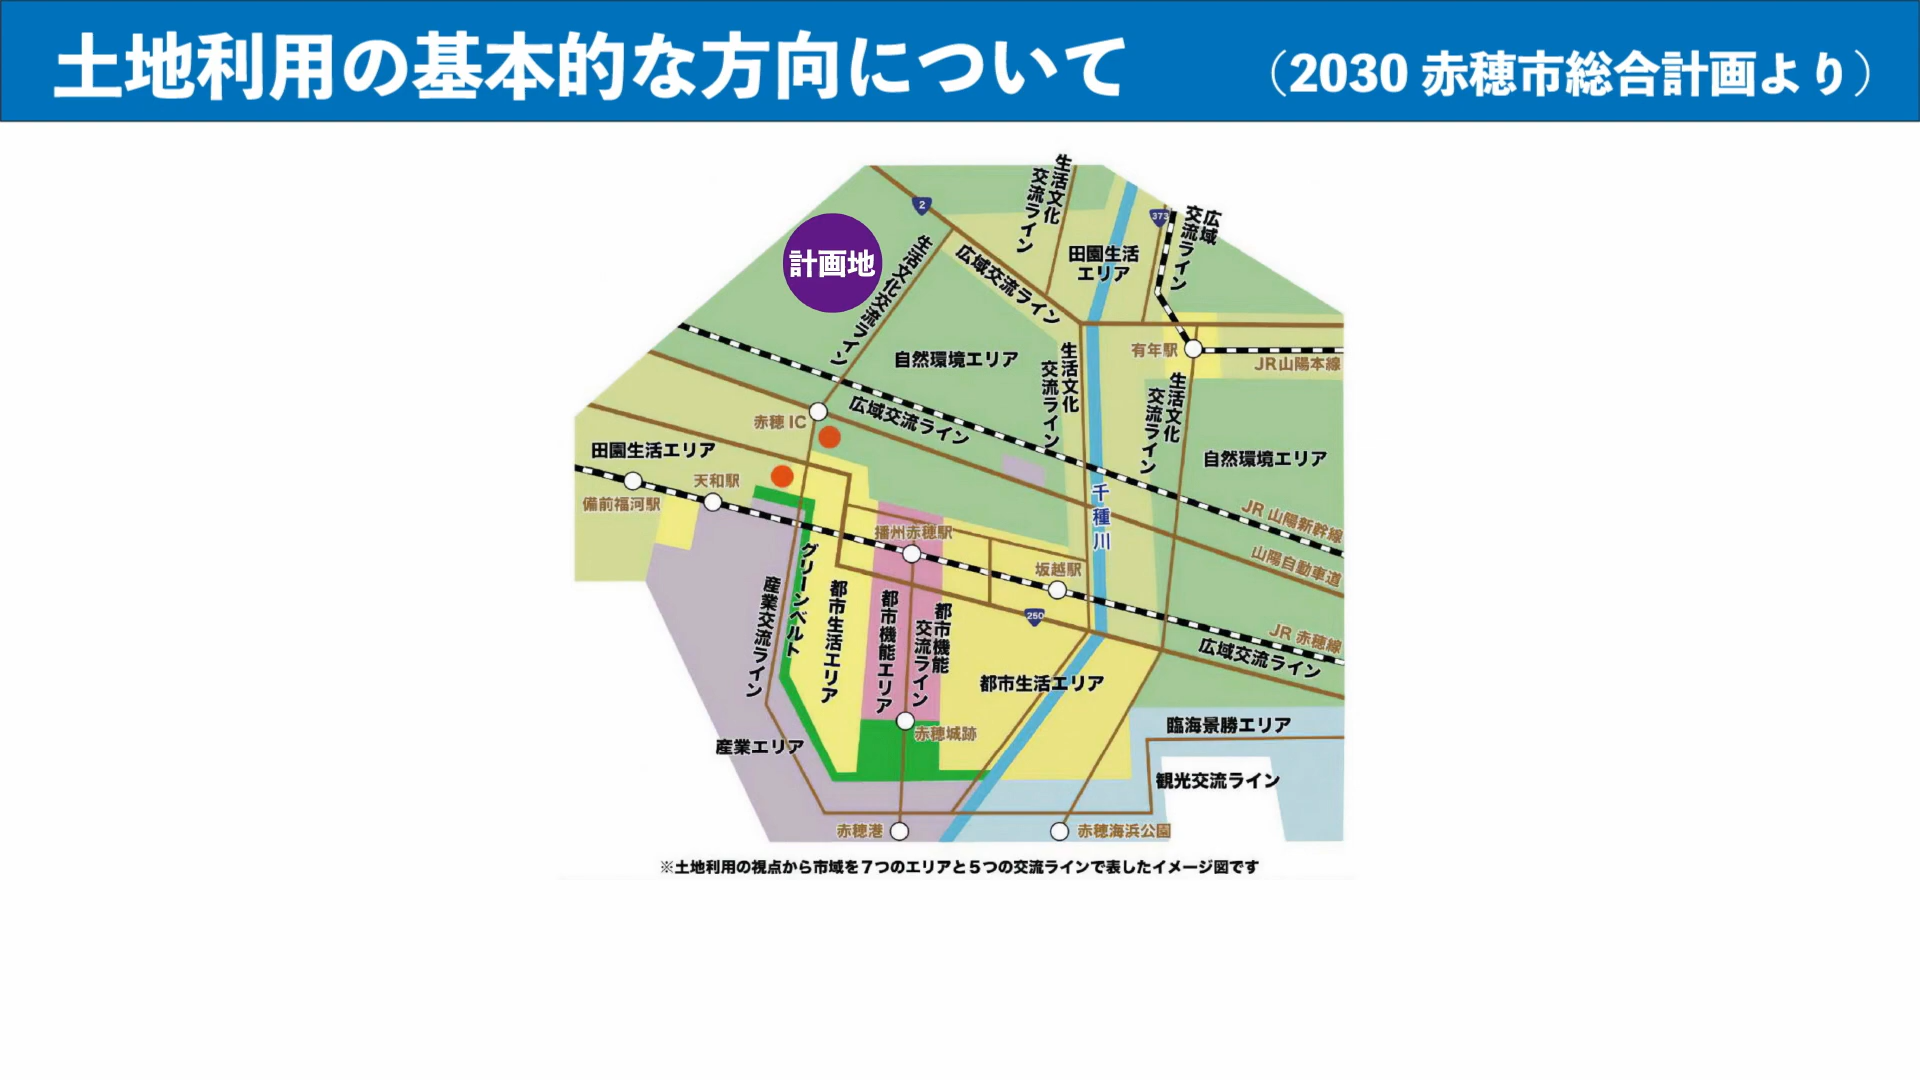 土地利用の基本的な方向について
（2030 赤穂市総合計画より）
生活文化
交流ライン
2
373
広域
交流ライン
計画地
生活文化交流ライン
広域交流ライン
田園生活
エリア
自然環境エリア
生活文化
交流ライン
有年駅
JR山陽本線
生活文化
交流ライン
赤穂 IC
広域交流ライン
田園生活エリア
自然環境エリア
天和駅
備前福河駅
千種川
JR 山陽新幹線
播州赤穂駅
山陽自動車道
坂越駅
グリーンベルト
産業交流ライン
都市生活エリア
都市機能エリア
都市機能
交流ライン
250
JR 赤穂線
広域交流ライン
都市生活エリア
赤穂城跡
臨海景勝エリア
産業エリア
観光交流ライン
赤穂港
赤穂海浜公園
※土地利用の視点から市域を７つのエリアと５つの交流ラインで表したイメージ図です